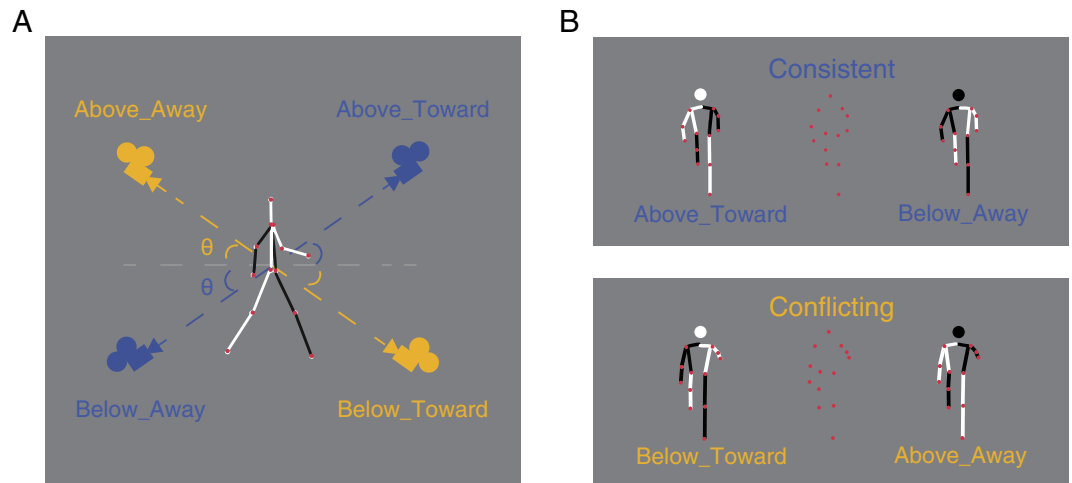 A
Above_Away
Above_Toward
θ
θ
Below_Away
Below_Toward
B
Consistent
Above_Toward
Below_Away
Conflicting
Below_Toward
Above_Away